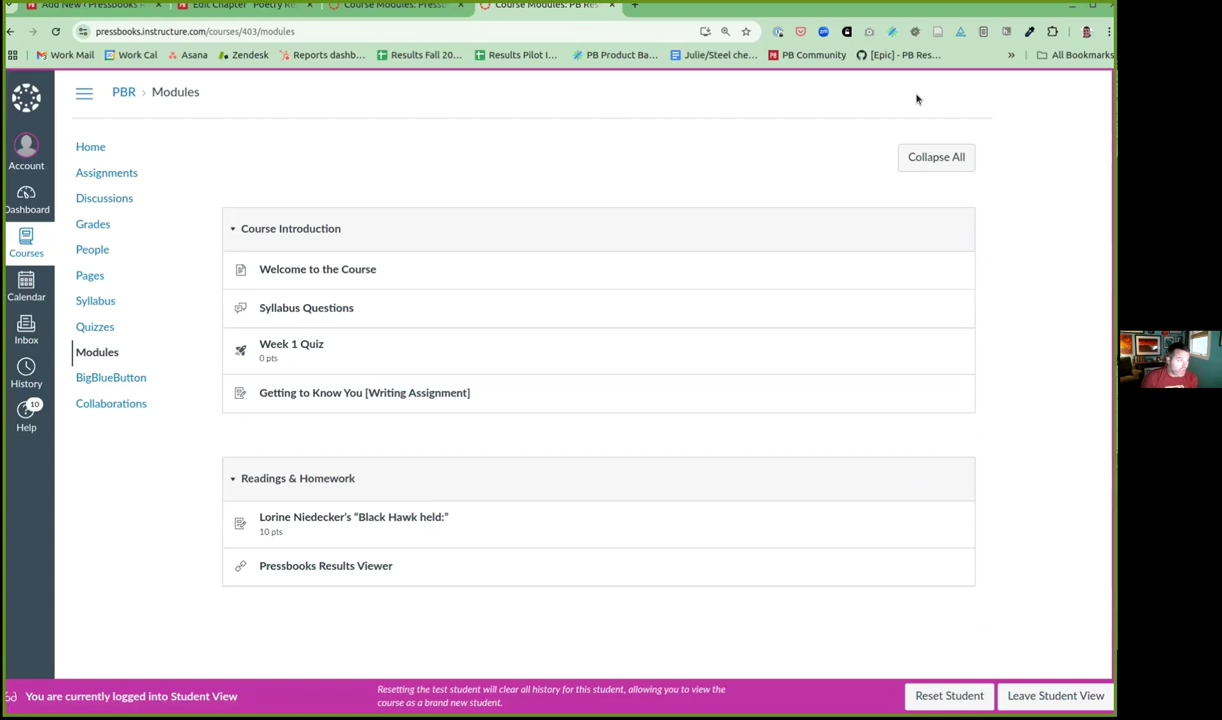 Add New ‹ Pressbooks R
Edit Chapter "Poetry Re
Course Modules: Pressb
Course Modules: PB Res
pressbooks.instructure.com/courses/403/modules
Work Mail
Work Cal
Asana
Zendesk
Reports dashb...
Results Fall 20...
Results Pilot I...
PB Product Ba...
Julie/Steel che...
PB Community
[Epic] - PB Res...
»
All Bookmarks
PBR › Modules
Account
Dashboard
Courses
Calendar
Inbox
History
10
Help
Home
Assignments
Discussions
Grades
People
Pages
Syllabus
Quizzes
Modules
BigBlueButton
Collaborations
Collapse All
Course Introduction
Welcome to the Course
Syllabus Questions
Week 1 Quiz
0 pts
Getting to Know You [Writing Assignment]
Readings & Homework
Lorine Niedecker's “Black Hawk held:”
10 pts
Pressbooks Results Viewer
You are currently logged into Student View
Resetting the test student will clear all history for this student, allowing you to view the
course as a brand new student.
Reset Student
Leave Student View